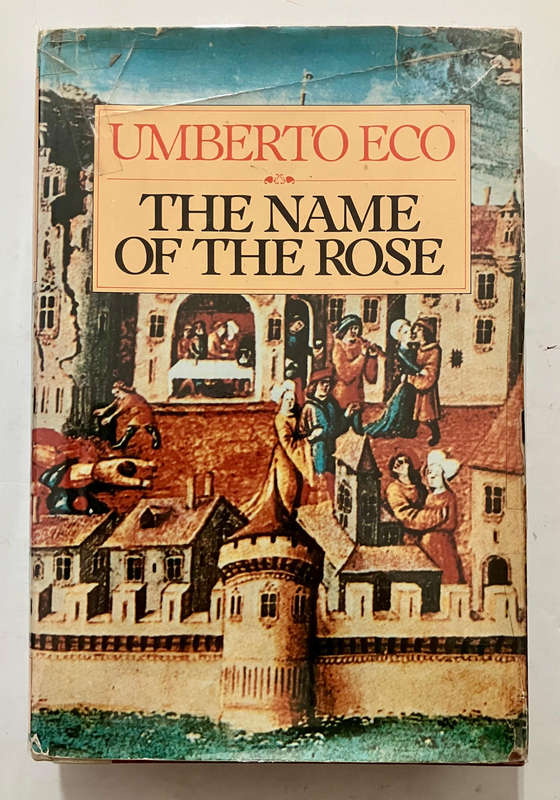 UMBERTO ECO
THE NAME
OF THE ROSE